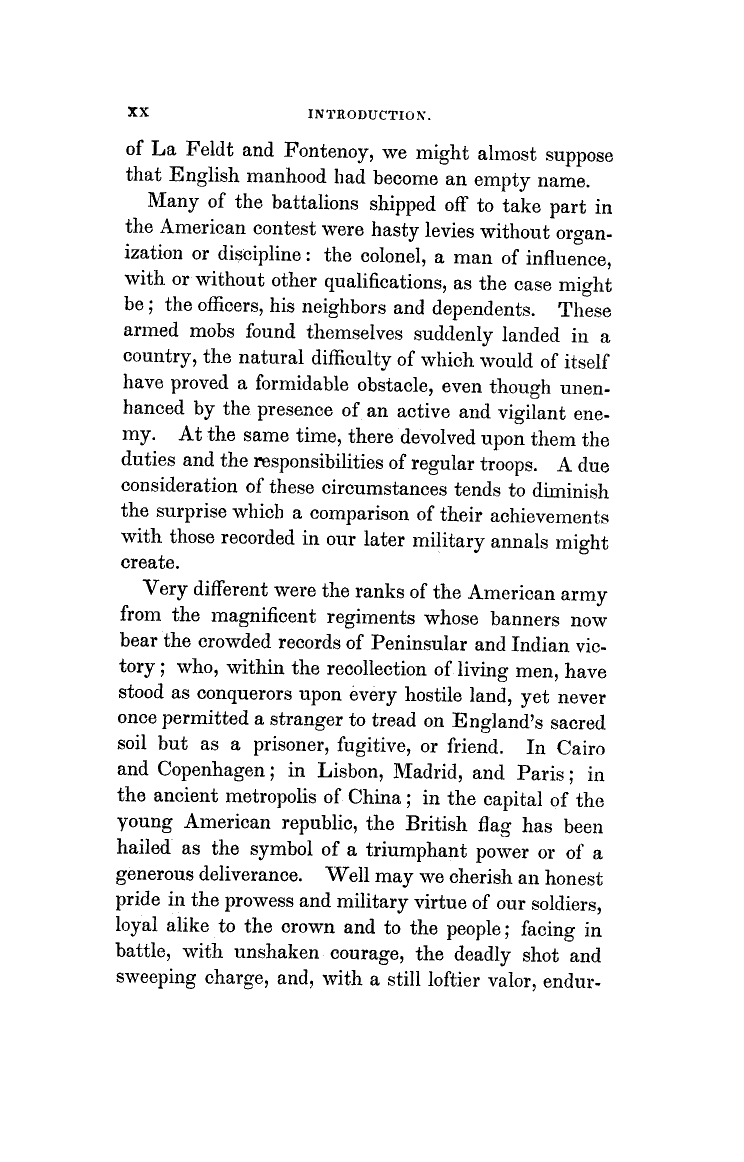 XX INTRODUCTION.
of La Feldt and Fontenoy, we might almost suppose
that English manhood had become an empty name.
Many of the battalions shipped off to take part in
the American contest were hasty levies without organ-
ization or discipline: the colonel, a man of influence,
with or without other qualifications, as the case might
be; the officers, his neighbors and dependents. These
armed mobs found themselves suddenly landed in a
country, the natural difficulty of which would of itself
have proved a formidable obstacle, even though unen-
hanced by the presence of an active and vigilant ene-
my. At the same time, there devolved upon them the
duties and the responsibilities of regular troops. A due
consideration of these circumstances tends to diminish
the surprise which a comparison of their achievements
with those recorded in our later military annals might
create.
Very different were the ranks of the American army
from the magnificent regiments whose banners now
bear the crowded records of Peninsular and Indian vic-
tory; who, within the recollection of living men, have
stood as conquerors upon every hostile land, yet never
once permitted a stranger to tread on England's sacred
soil but as a prisoner, fugitive, or friend. In Cairo
and Copenhagen; in Lisbon, Madrid, and Paris; in
the ancient metropolis of China; in the capital of the
young American republic, the British flag has been
hailed as the symbol of a triumphant power or of a
generous deliverance. Well may we cherish an honest
pride in the prowess and military virtue of our soldiers,
loyal alike to the crown and to the people; facing in
battle, with unshaken courage, the deadly shot and
sweeping charge, and, with a still loftier valor, endur-